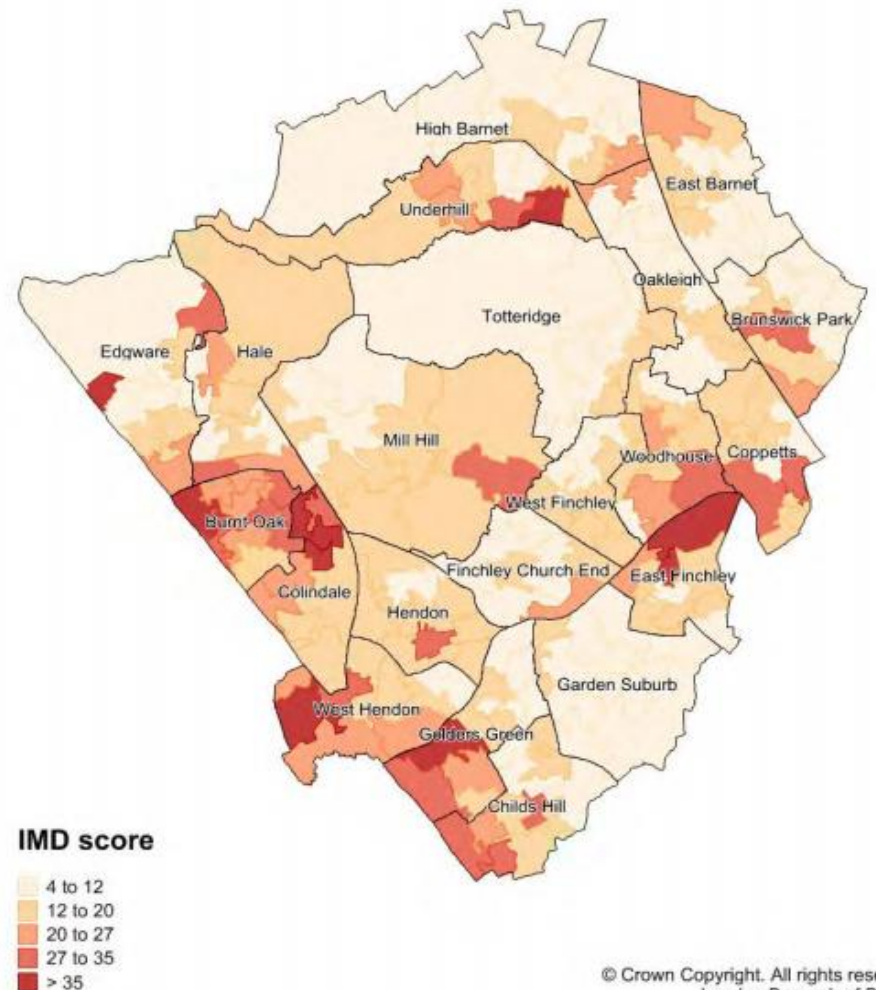 High Barnet
East Barnet
Underhill
Oakleigh
Totteridge
Brunswick Park
Edgware
Hale
Mill Hill
Woodhouse
Coppetts
West Finchley
Burnt Oak
Finchley Church End
East Finchley
Colindale
Hendon
Garden Suburb
West Hendon
Golders Green
Childs Hill
IMD score
4 to 12
12 to 20
20 to 27
27 to 35
> 35
© Crown Copyright. All rights rese